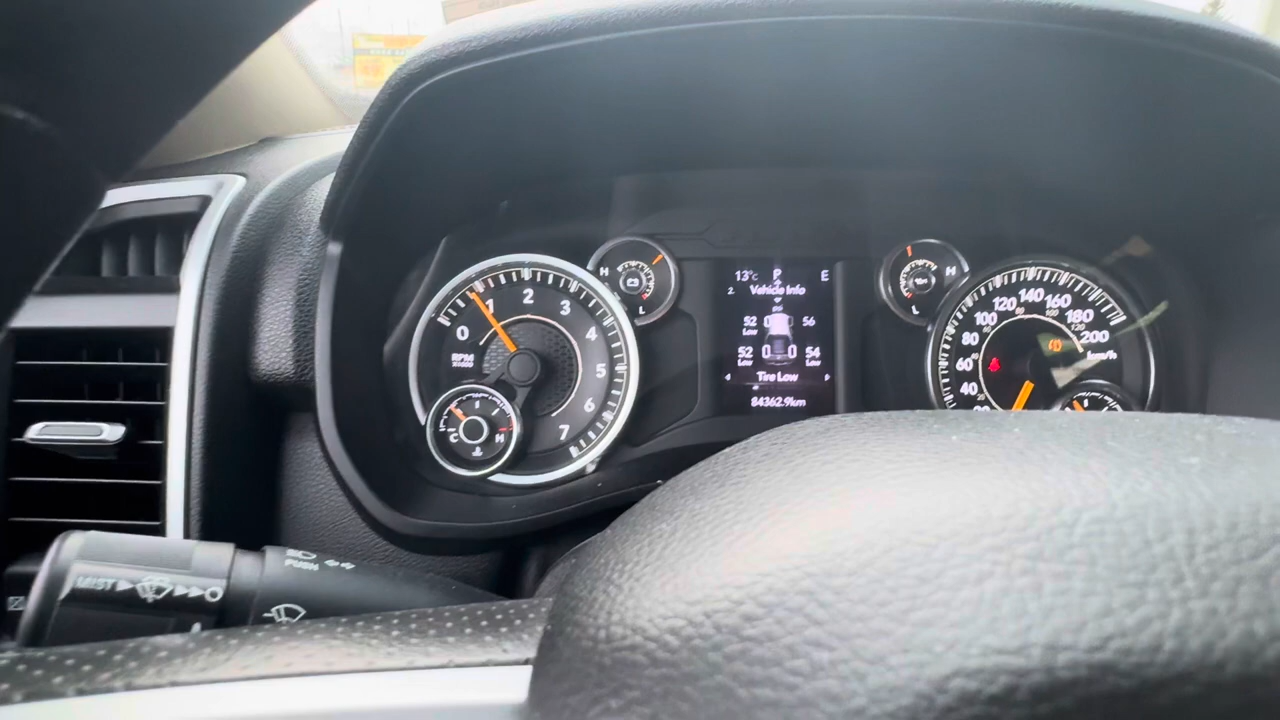 13°C P E
2. Vehicle Info
52 Low 56
52 Low 54 Low
Tire Low
84362.9km
0 1 2 3 4 5 6 7
RPM
X1000
C H
H
L
H
L
40 60 80 100 120 140 160 180 200
km/h
MIST
PUSH